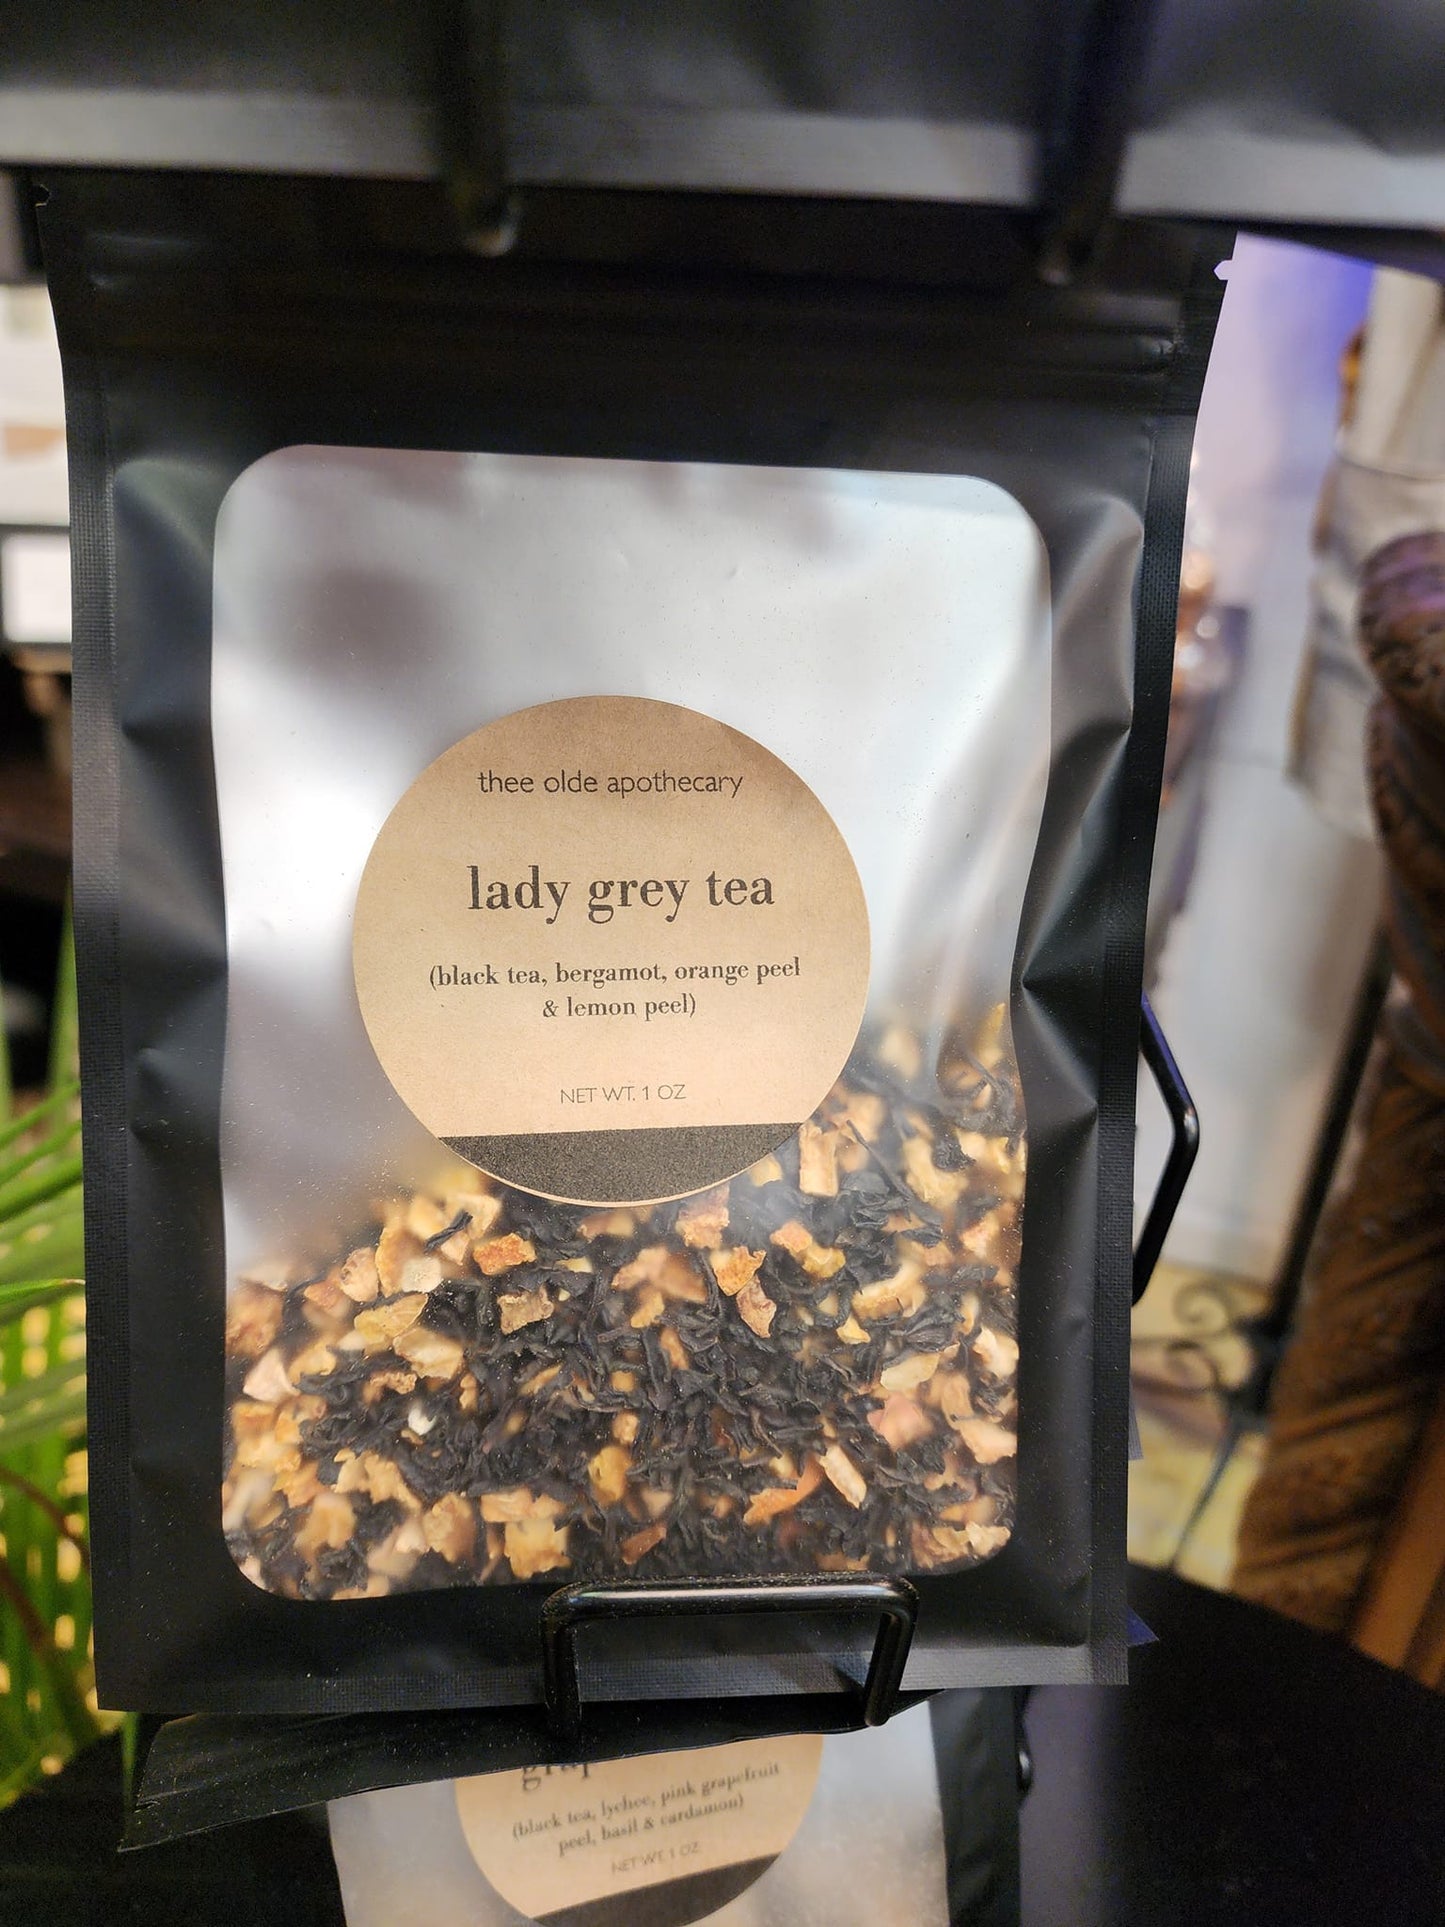 thee olde apothecary
lady grey tea
(black tea, bergamot, orange peel
& lemon peel)
NET WT. 1 OZ
(black tea, lychee, pink grapefruit
peel, basil & cardamon)
NET WT. 1 OZ